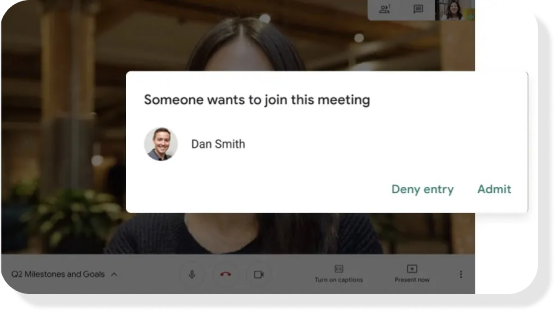 Someone wants to join this meeting
Dan Smith
Deny entry Admit
Q2 Milestones and Goals
Turn on captions
Present now